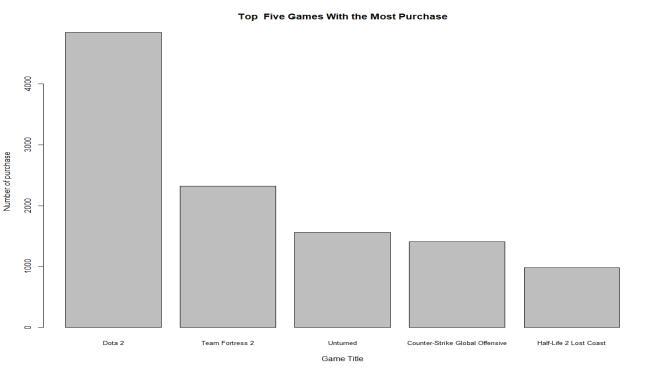 Top  Five Games With the Most Purchase
Number of purchase
4000
3000
2000
1000
0
Dota 2
Team Fortress 2
Unturned
Counter-Strike Global Offensive
Half-Life 2 Lost Coast
Game Title